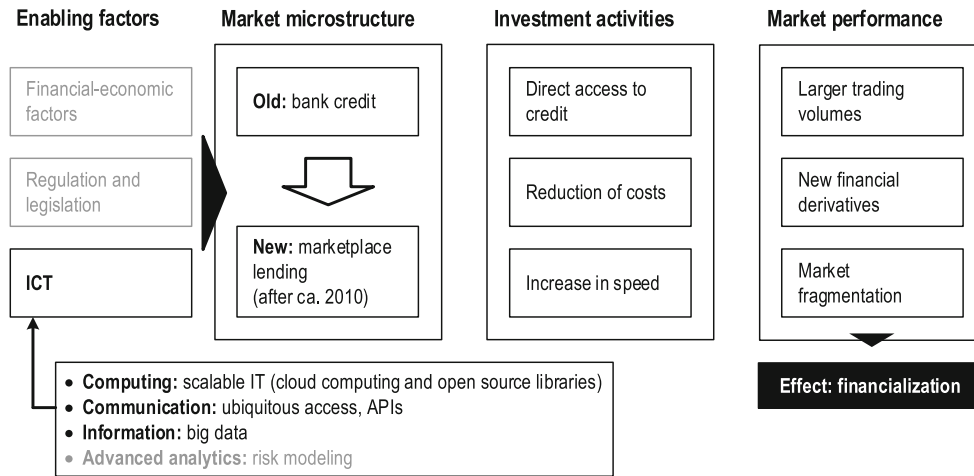 Enabling factors
Financial-economic
factors
Regulation and
legislation
ICT
Market microstructure
Old: bank credit
New: marketplace
lending
(after ca. 2010)
Investment activities
Direct access to
credit
Reduction of costs
Increase in speed
Market performance
Larger trading
volumes
New financial
derivatives
Market
fragmentation
Effect: financialization
• Computing: scalable IT (cloud computing and open source libraries)
• Communication: ubiquitous access, APIs
• Information: big data
• Advanced analytics: risk modeling